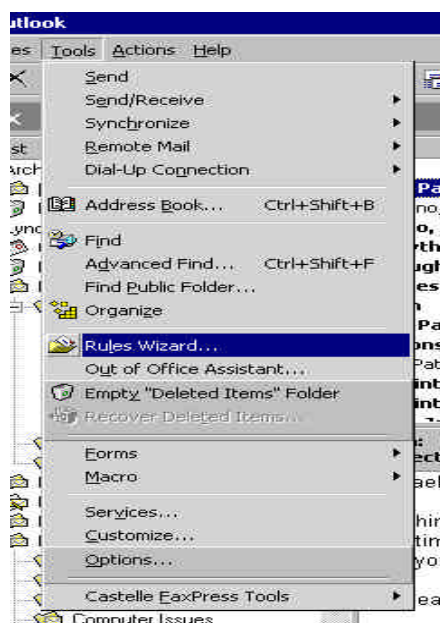 utlook
es Tools Actions Help
Send
Send/Receive
Synchronize
Remote Mail
Dial-Up Connection
Address Book... Ctrl+Shift+B
Find
Advanced Find... Ctrl+Shift+F
Find Public Folder...
Organize
Rules Wizard...
Out of Office Assistant...
Empty "Deleted Items" Folder
Recover Deleted Items...
Forms
Macro
Services...
Customize...
Options...
Castelle FaxPress Tools
Computer Issues